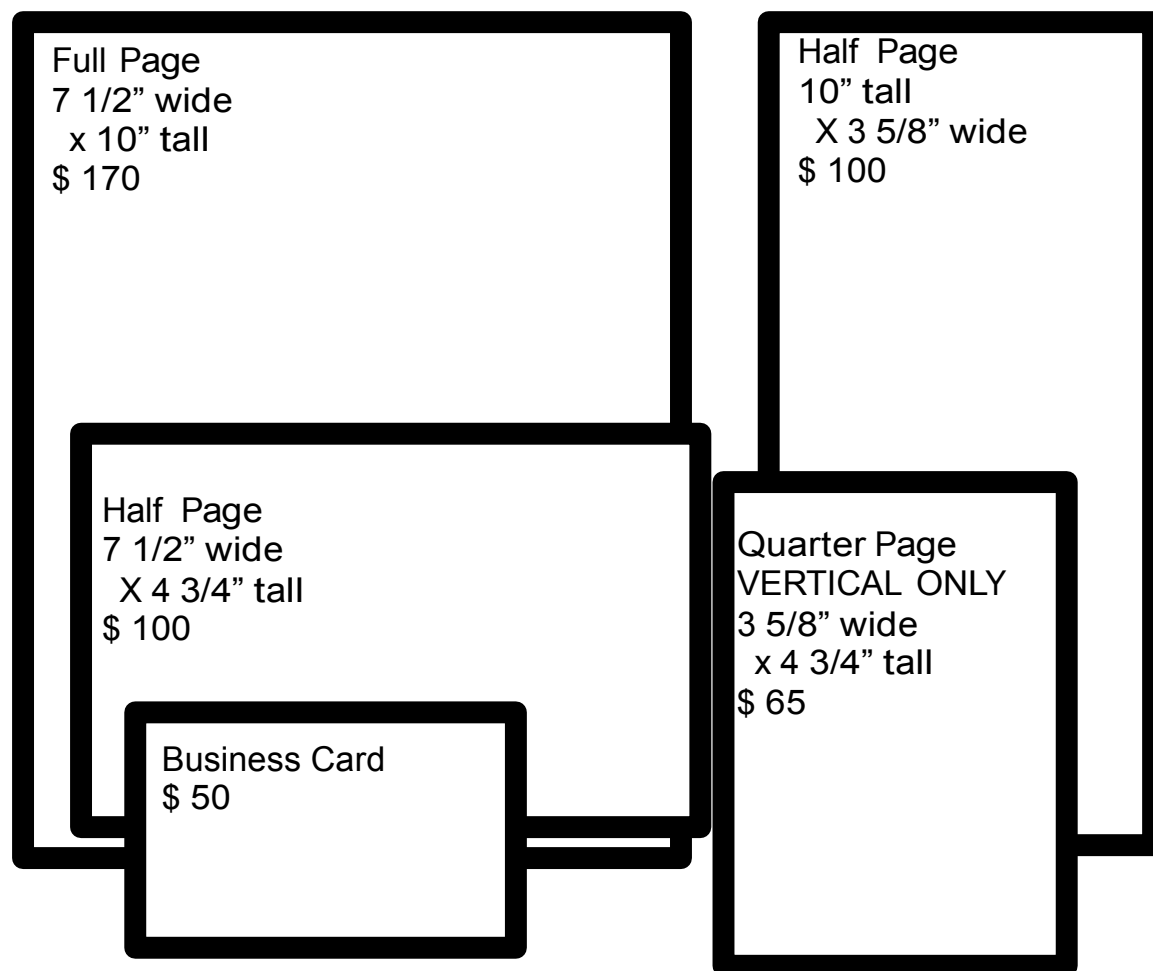 Full Page
7 1/2” wide
x 10” tall
$ 170
Half Page
10” tall
X 3 5/8” wide
$ 100
Half Page
7 1/2” wide
X 4 3/4” tall
$ 100
Quarter Page
VERTICAL ONLY
3 5/8” wide
x 4 3/4” tall
$ 65
Business Card
$ 50